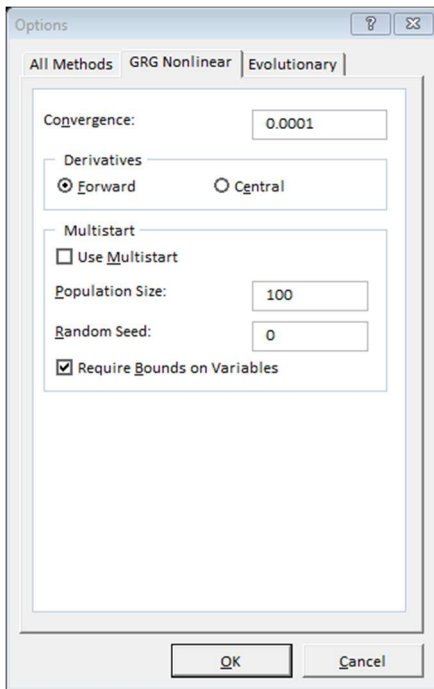 Options
All Methods GRG Nonlinear Evolutionary
Convergence: 0.0001
Derivatives
Forward Central
Multistart
Use Multistart
Population Size: 100
Random Seed: 0
Require Bounds on Variables
OK Cancel